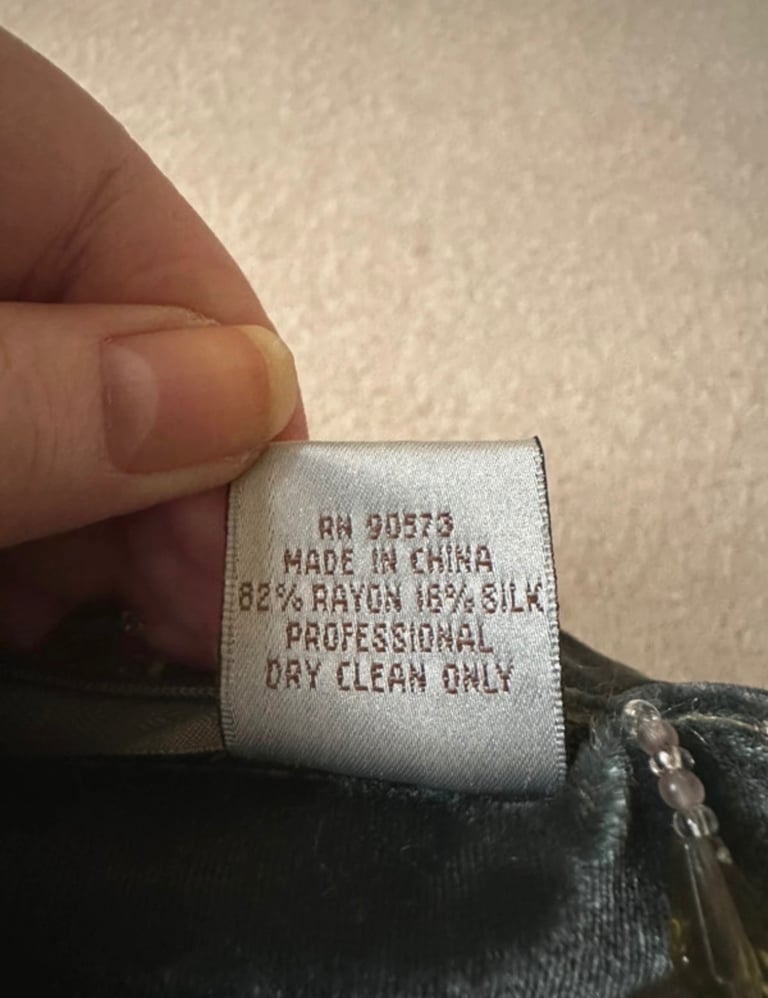 RN 90573
MADE IN CHINA
82% RAYON 18% SILK
PROFESSIONAL
DRY CLEAN ONLY